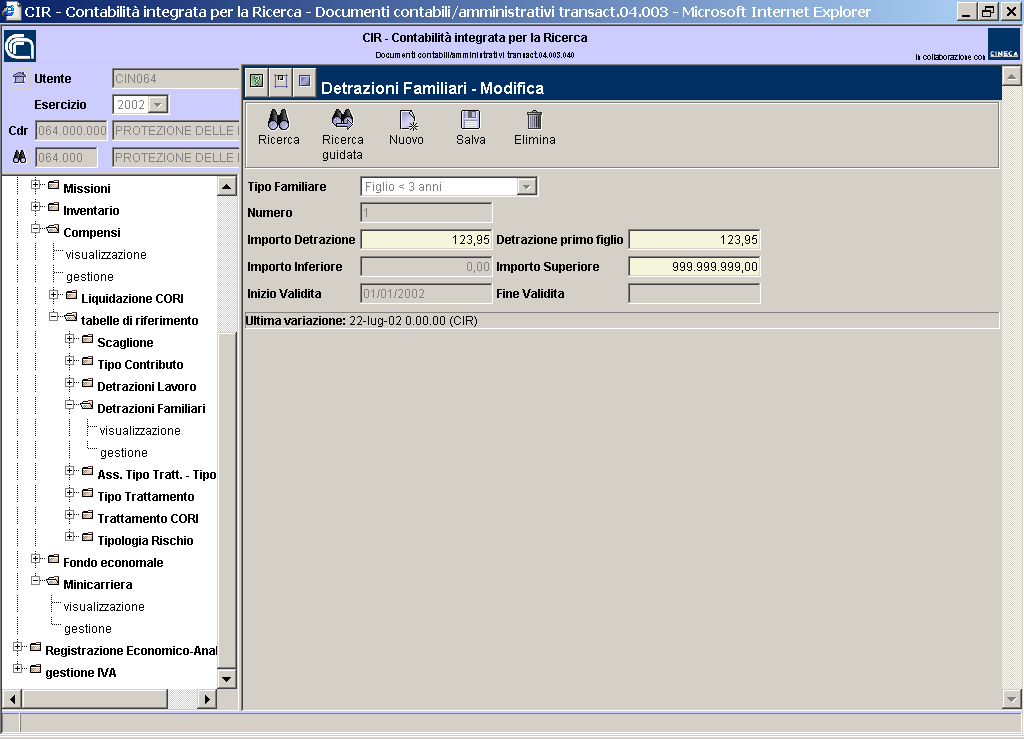 CIR - Contabilità integrata per la Ricerca - Documenti contabili/amministrativi transact.04.003 - Microsoft Internet Explorer
CIR - Contabilità integrata per la Ricerca
Documenti contabili/amministrativi transact.04.003.040
in collaborazione con CINECA
Utente CIN064
Esercizio 2002
Cdr 064.000.000 PROTEZIONE DELLE
064.000 PROTEZIONE DELLE
Missioni
Inventario
Compensi
visualizzazione
gestione
Liquidazione CORI
tabelle di riferimento
Scaglione
Tipo Contributo
Detrazioni Lavoro
Detrazioni Familiari
visualizzazione
gestione
Ass. Tipo Tratt. - Tipo
Tipo Trattamento
Trattamento CORI
Tipologia Rischio
Fondo economale
Minicarriera
visualizzazione
gestione
Registrazione Economico-Anal
gestione IVA
Detrazioni Familiari - Modifica
Ricerca
Ricerca guidata
Nuovo
Salva
Elimina
Tipo Familiare Figlio < 3 anni
Numero 1
Importo Detrazione 123,95 Detrazione primo figlio 123,95
Importo Inferiore 0,00 Importo Superiore 999.999.999,00
Inizio Validita 01/01/2002 Fine Validita
Ultima variazione: 22-lug-02 0.00.00 (CIR)